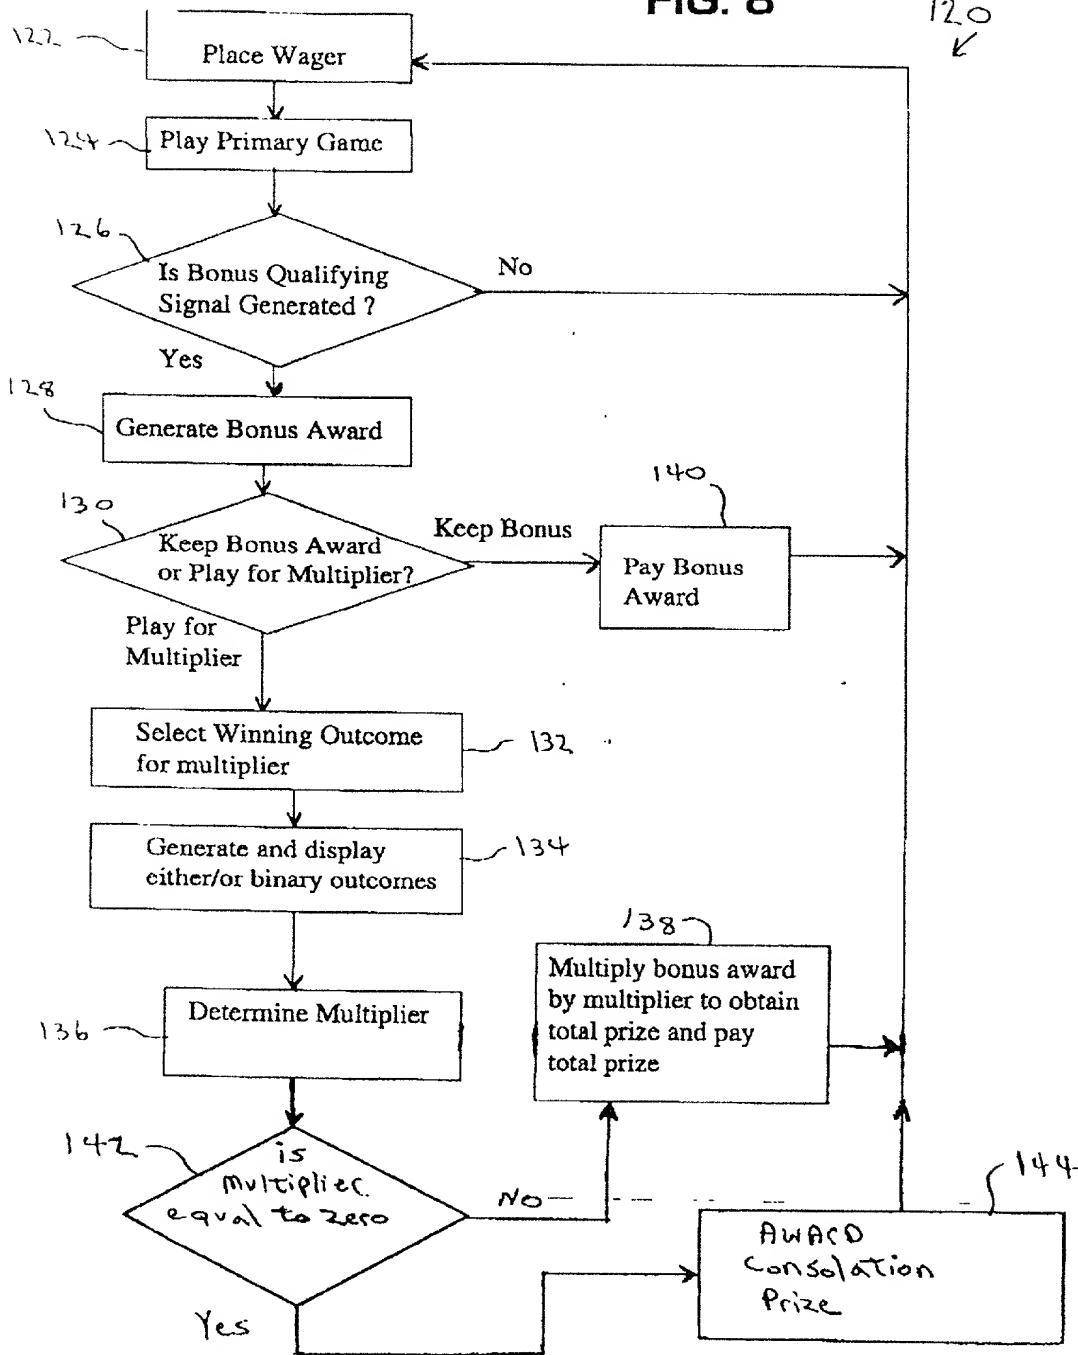 FIG. 8
120
122
Place Wager
124
Play Primary Game
126
Is Bonus Qualifying
Signal Generated ?
No
Yes
128
Generate Bonus Award
130
Keep Bonus Award
or Play for Multiplier?
Keep Bonus
140
Pay Bonus
Award
Play for
Multiplier
Select Winning Outcome
for multiplier
132
Generate and display
either/or binary outcomes
134
136
Determine Multiplier
138
Multiply bonus award
by multiplier to obtain
total prize and pay
total prize
142
is
Multiplier
equal to zero
NO
Yes
144
AWARD
Consolation
Prize